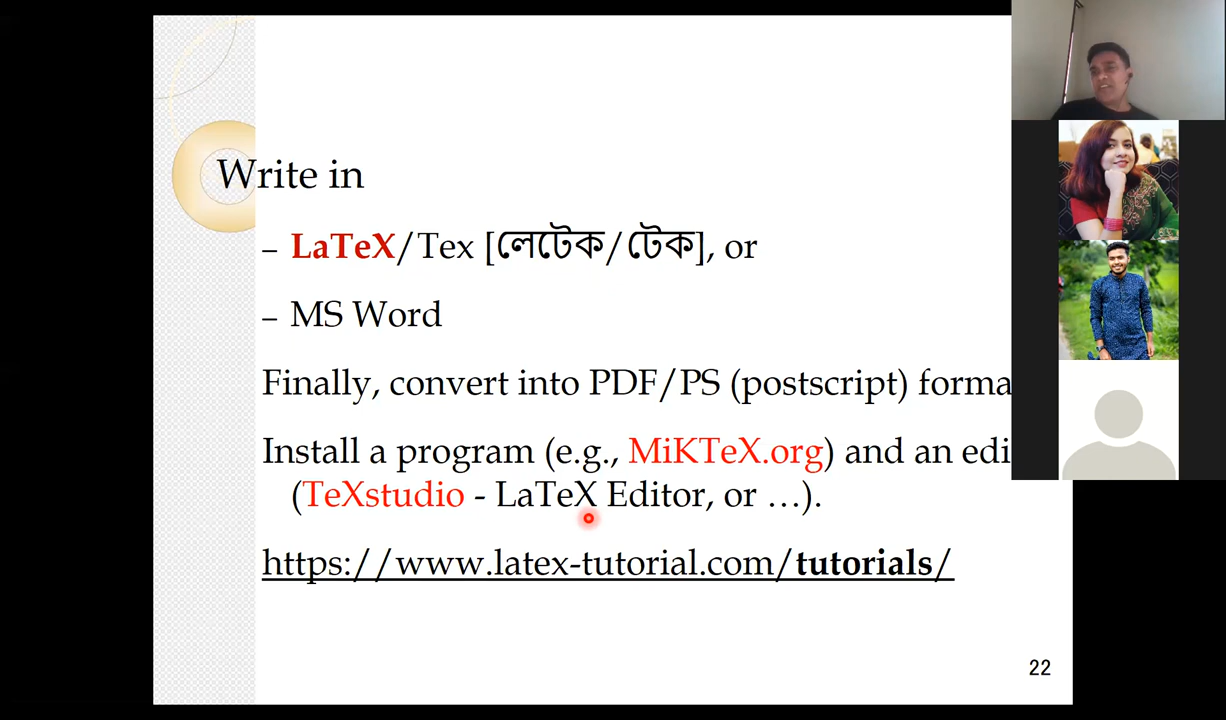 Write in
– LaTeX/Tex [লেটেক/টেক], or
– MS Word
Finally, convert into PDF/PS (postscript) forma
Install a program (e.g., MiKTeX.org) and an edi
(TeXstudio - LaTeX Editor, or …).
https://www.latex-tutorial.com/tutorials/
22